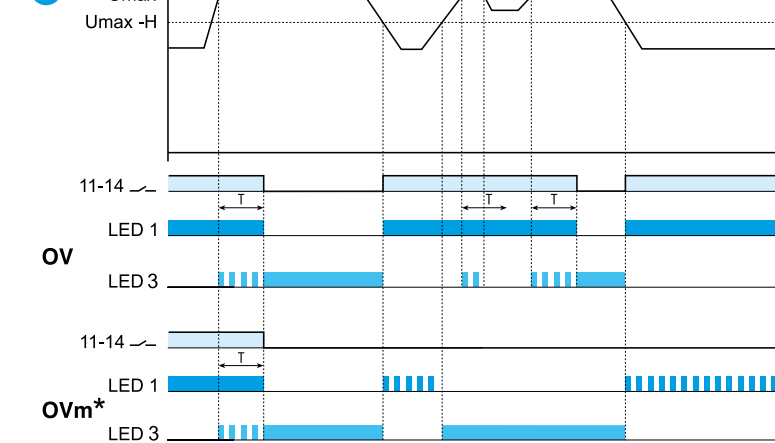 Umax -H
11-14
T
T
T
LED 1
OV
LED 3
11-14
T
LED 1
OVm*
LED 3